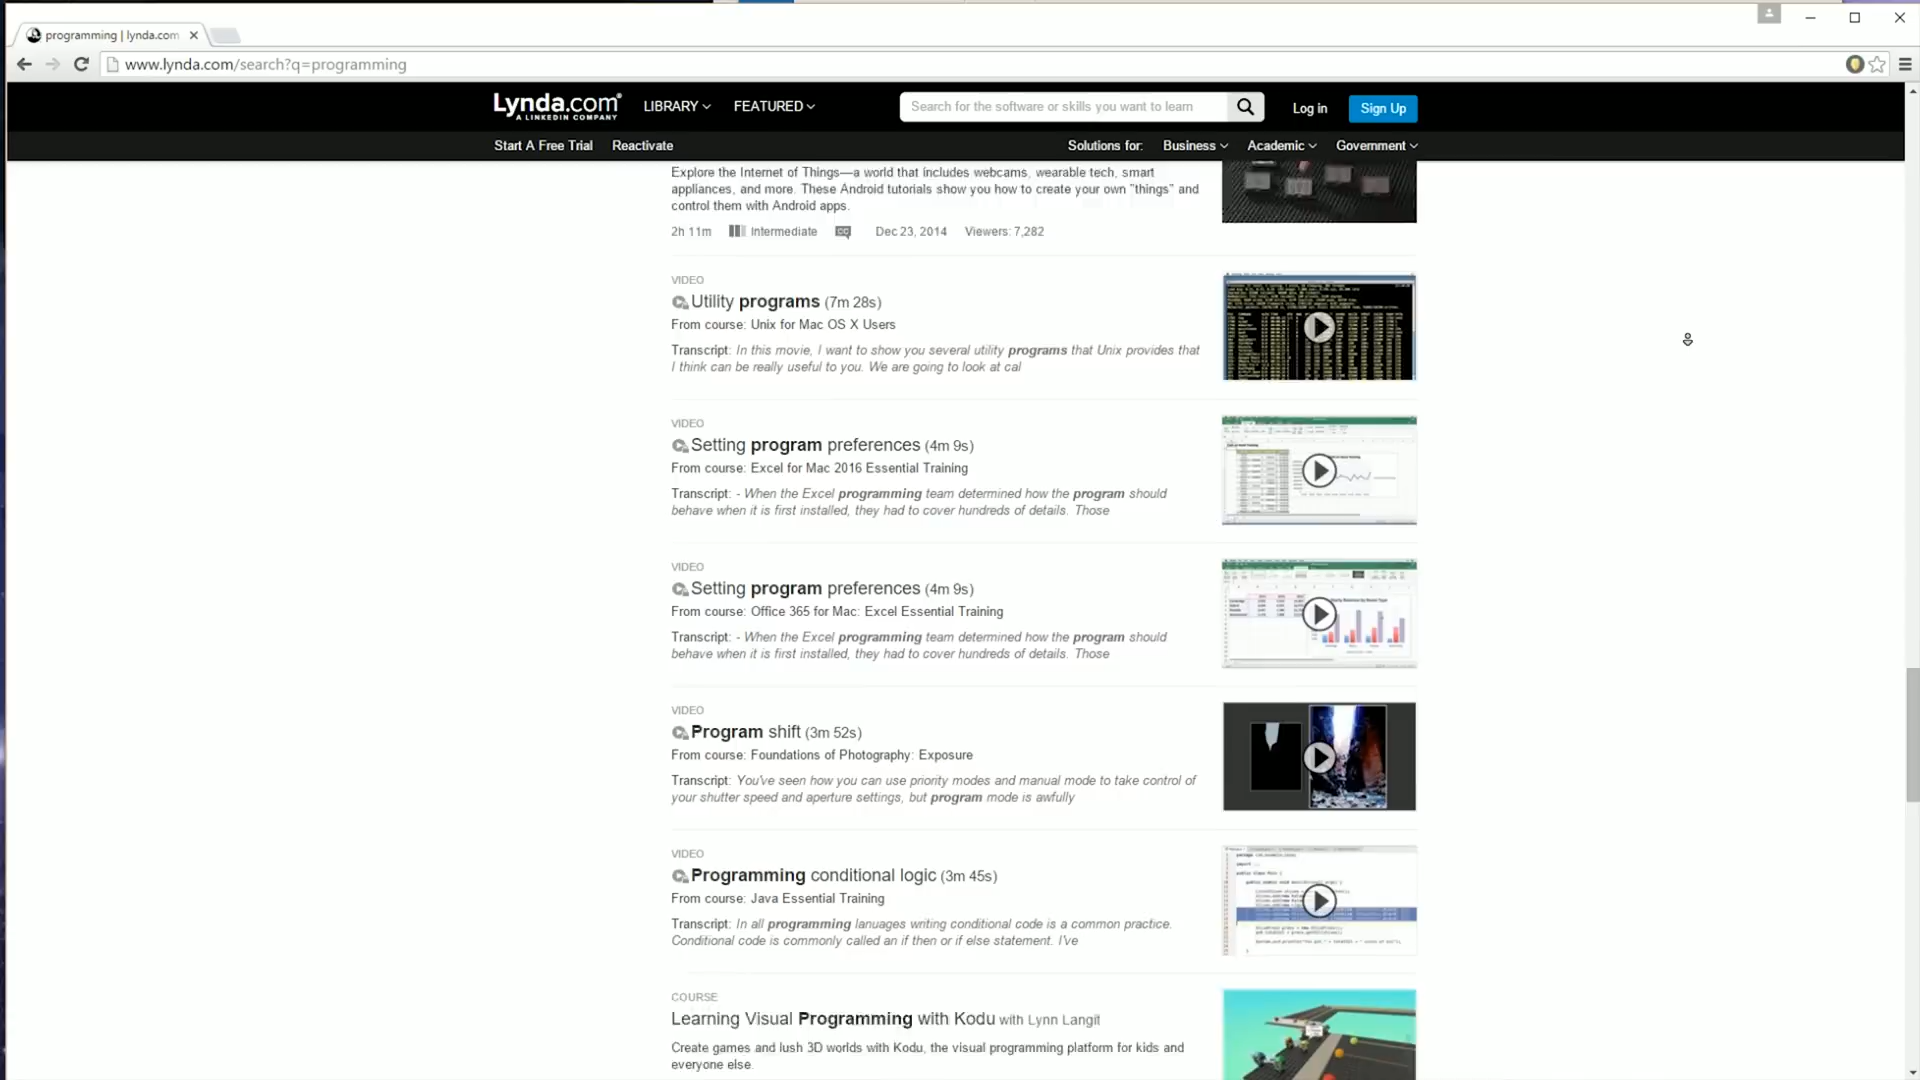 programming | lynda.com
www.lynda.com/search?q=programming
Lynda.com®
A LINKEDIN COMPANY
LIBRARY
FEATURED
Search for the software or skills you want to learn
Log in
Sign Up
Start A Free Trial
Reactivate
Solutions for:
Business
Academic
Government
Explore the Internet of Things—a world that includes webcams, wearable tech, smart
appliances, and more. These Android tutorials show you how to create your own "things" and
control them with Android apps.
2h 11m Intermediate CC Dec 23, 2014 Viewers: 7,282
VIDEO
Utility programs (7m 28s)
From course: Unix for Mac OS X Users
Transcript: In this movie, I want to show you several utility programs that Unix provides that
I think can be really useful to you. We are going to look at cal
VIDEO
Setting program preferences (4m 9s)
From course: Excel for Mac 2016 Essential Training
Transcript: - When the Excel programming team determined how the program should
behave when it is first installed, they had to cover hundreds of details. Those
VIDEO
Setting program preferences (4m 9s)
From course: Office 365 for Mac: Excel Essential Training
Transcript: - When the Excel programming team determined how the program should
behave when it is first installed, they had to cover hundreds of details. Those
VIDEO
Program shift (3m 52s)
From course: Foundations of Photography: Exposure
Transcript: You've seen how you can use priority modes and manual mode to take control of
your shutter speed and aperture settings, but program mode is awfully
VIDEO
Programming conditional logic (3m 45s)
From course: Java Essential Training
Transcript: In all programming lanuages writing conditional code is a common practice.
Conditional code is commonly called an if then or if else statement. I've
COURSE
Learning Visual Programming with Kodu with Lynn Langit
Create games and lush 3D worlds with Kodu, the visual programming platform for kids and
everyone else.